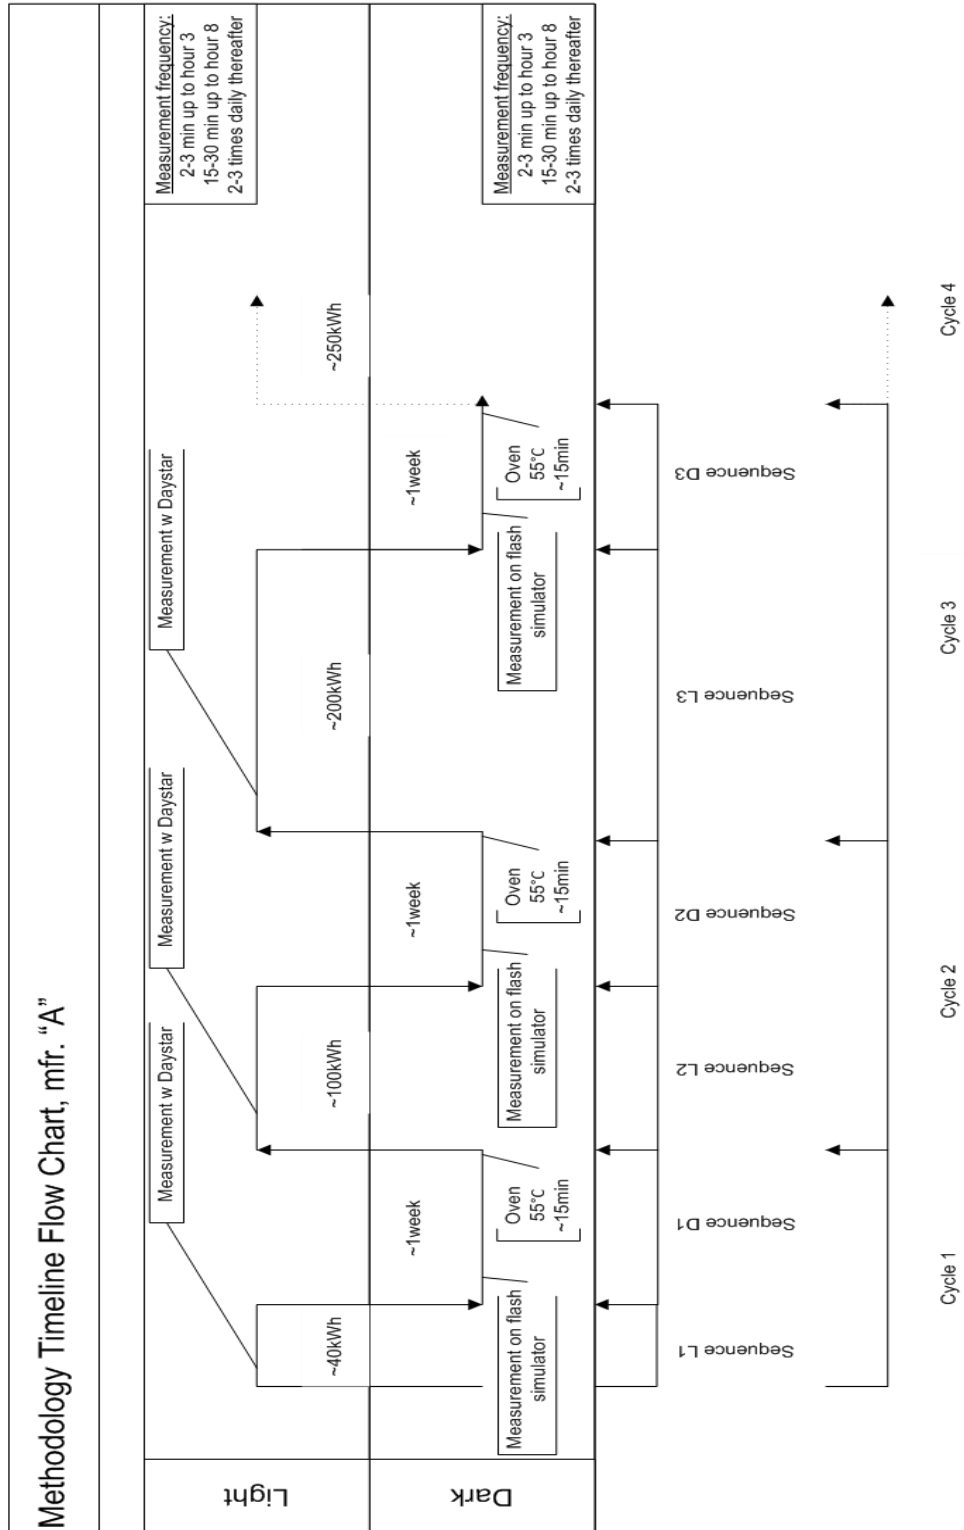 Methodology Timeline Flow Chart, mfr. “A”
Light
Measurement w Daystar
Measurement w Daystar
Measurement w Daystar
Measurement frequency:
2-3 min up to hour 3
15-30 min up to hour 8
2-3 times daily thereafter
~40kWh
~100kWh
~200kWh
~250kWh
Dark
~1week
~1week
~1week
Measurement on flash
simulator
Oven
55°C
~15min
Measurement on flash
simulator
Oven
55°C
~15min
Measurement on flash
simulator
Oven
55°C
~15min
Measurement frequency:
2-3 min up to hour 3
15-30 min up to hour 8
2-3 times daily thereafter
Sequence L1
Sequence D1
Sequence L2
Sequence D2
Sequence L3
Sequence D3
Cycle 1
Cycle 2
Cycle 3
Cycle 4